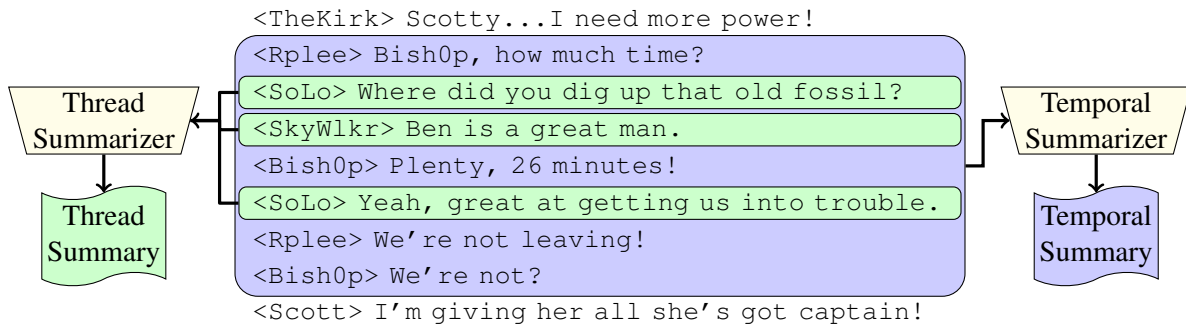 <TheKirk> Scotty...I need more power!
<Rplee> Bish0p, how much time?
<SoLo> Where did you dig up that old fossil?
<SkyWlkr> Ben is a great man.
<Bish0p> Plenty, 26 minutes!
<SoLo> Yeah, great at getting us into trouble.
<Rplee> We're not leaving!
<Bish0p> We're not?
<Scott> I'm giving her all she's got captain!
Thread
Summarizer
Thread
Summary
Temporal
Summarizer
Temporal
Summary